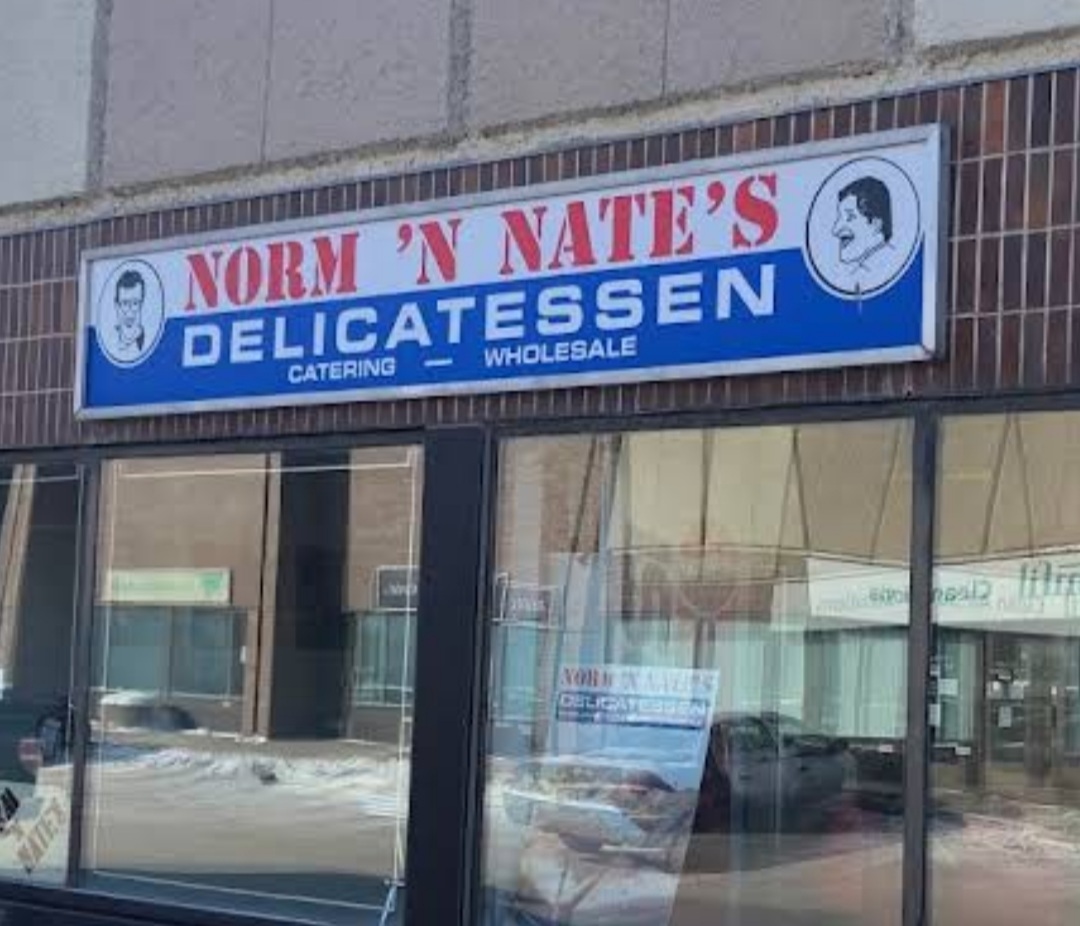 NORM 'N NATE'S
DELICATESSEN
CATERING — WHOLESALE
NORM 'N NATE'S
DELICATESSEN